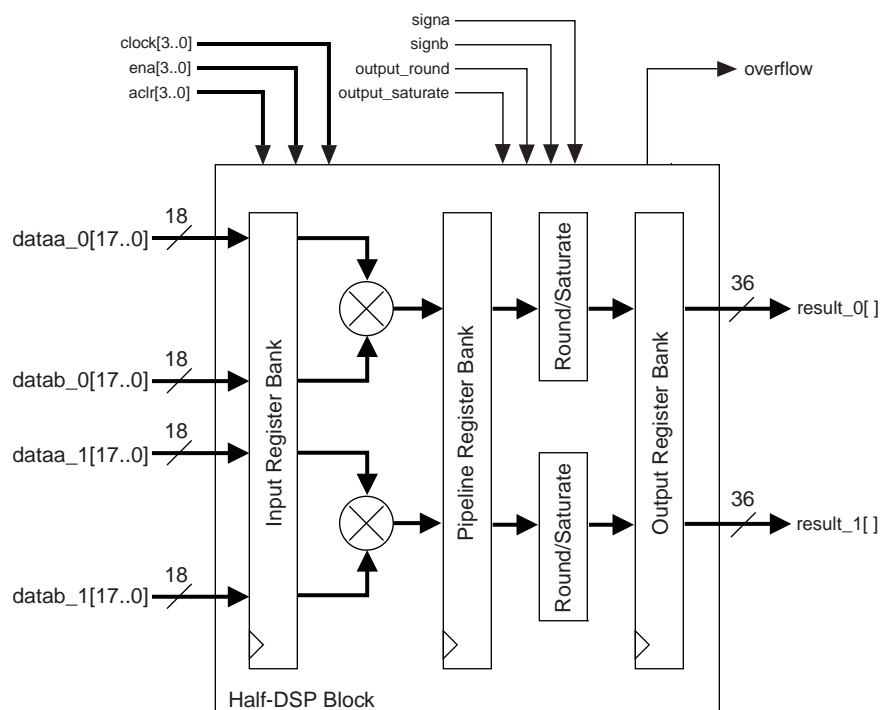 signa
signb
output_round
output_saturate
clock[3..0]
ena[3..0]
aclr[3..0]
overflow
18
dataa_0[17..0]
18
datab_0[17..0]
18
dataa_1[17..0]
18
datab_1[17..0]
Input Register Bank
Pipeline Register Bank
Round/Saturate
Round/Saturate
Output Register Bank
36
result_0[ ]
36
result_1[ ]
Half-DSP Block